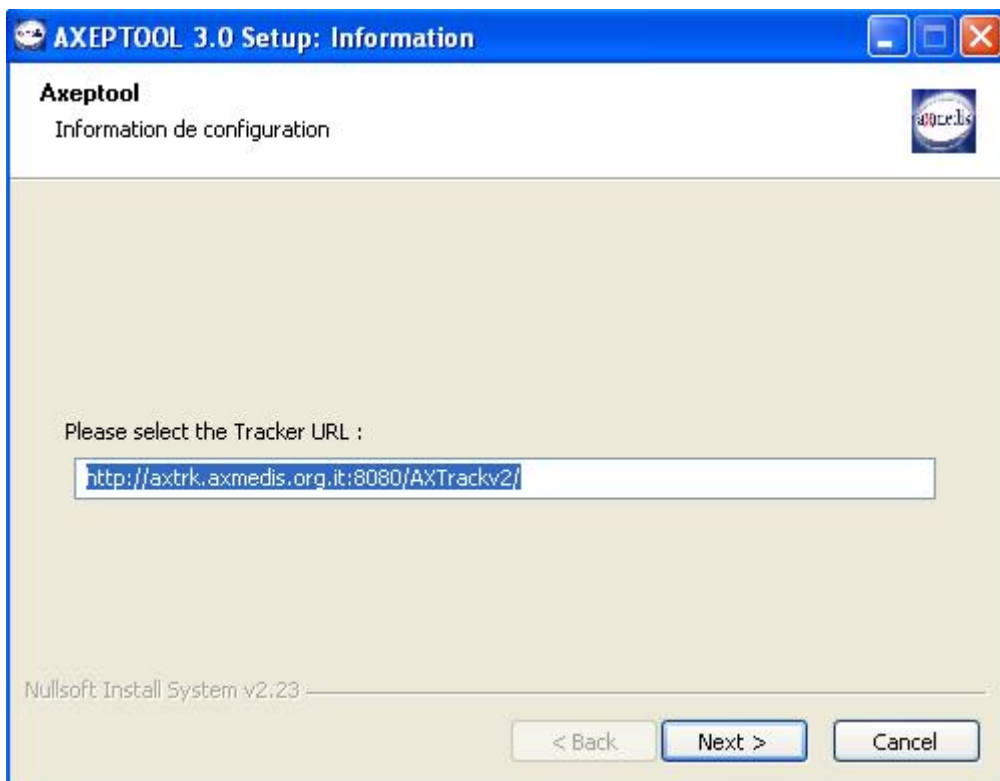 AXEPTOOL 3.0 Setup: Information
Axeptool
Information de configuration
axmedis
Please select the Tracker URL :
http://axtrk.axmedis.org.it:8080/AXTrackv2/
Nullsoft Install System v2.23
< Back
Next >
Cancel